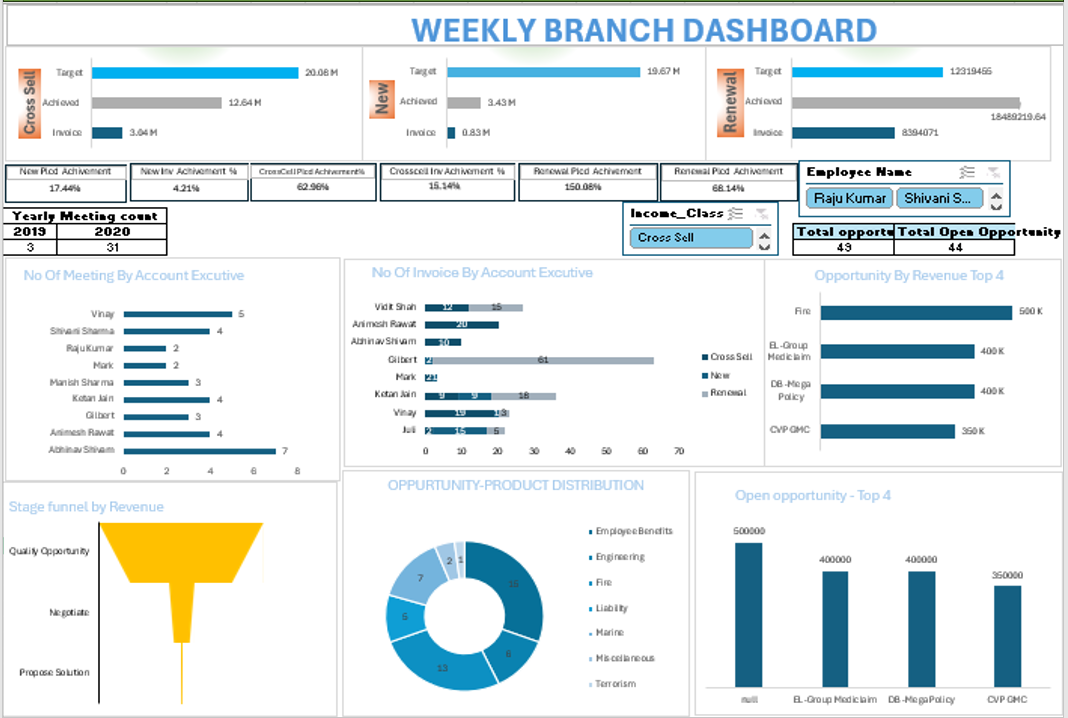 WEEKLY BRANCH DASHBOARD
Cross Sell
Target
20.08 M
Achieved
12.64 M
Invoice
3.04 M
New
Target
19.67 M
Achieved
3.43 M
Invoice
0.83 M
Renewal
Target
12319455
Achieved
18489219.64
Invoice
8394071
New Plcd Achivement
17.44%
New Inv Achivement %
4.21%
CrossCell Plcd Achivement%
62.96%
Crosscell Inv Achivement %
15.14%
Renewal Plcd Achivement
150.08%
Renewal Plcd Achivement
68.14%
Employee Name
Raju Kumar
Shivani S...
Yearly Meeting count
2019 2020
3 31
Income_Class
Cross Sell
Total opportu Total Open Opportunity
49 44
No Of Meeting By Account Excutive
Vinay 5
Shivani Sharma 4
Raju Kumar 2
Mark 2
Manish Sharma 3
Ketan Jain 4
Gilbert 3
Animesh Rawat 4
Abhinav Shivam 7
0 2 4 6 8
No Of Invoice By Account Excutive
Vidit Shah 12 15
Animesh Rawat 20
Abhinav Shivam 10
Gilbert 2 61
Mark
Ketan Jain 9 9 18
Vinay 19 1 3
Juli 2 15 5
0 10 20 30 40 50 60 70
Cross Sell
New
Renewal
Opportunity By Revenue Top 4
Fire 500 K
EL-Group
Mediclaim
400 K
DB -Mega
Policy
400 K
CVP GMC 350 K
Stage funnel by Revenue
Qualify Opportunity
Negotiate
Propose Solution
OPPURTUNITY-PRODUCT DISTRIBUTION
15
8
13
5
7
2
1
Employee Benefits
Engineering
Fire
Liability
Marine
Miscellaneous
Terrorism
Open opportunity - Top 4
500000
400000
400000
350000
null
EL-Group Mediclaim
DB -Mega Policy
CVP GMC